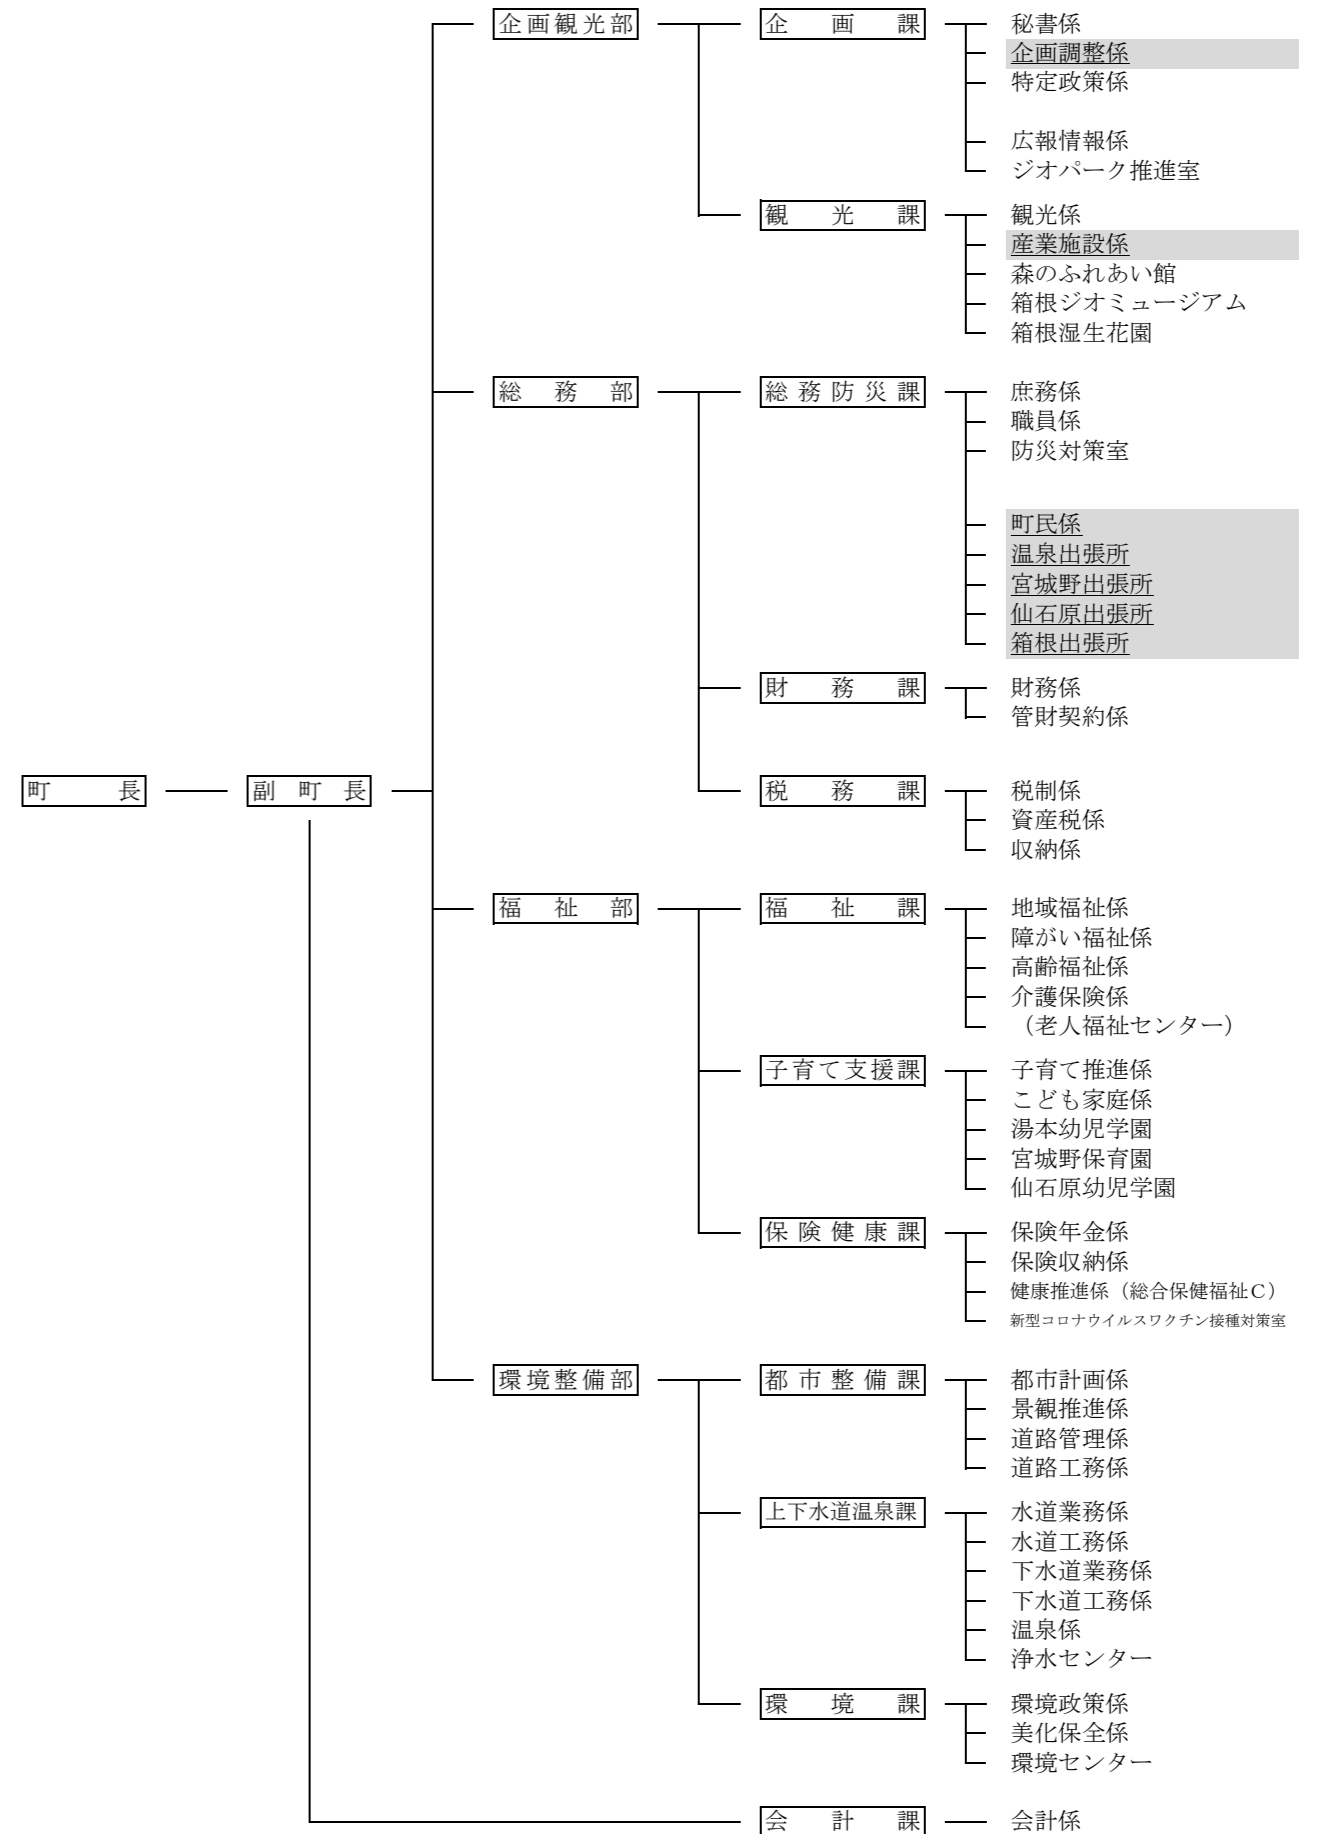 企画観光部 企画課 秘書係
企画調整係
特定政策係
広報情報係
ジオパーク推進室
観光課 観光係
産業施設係
森のふれあい館
箱根ジオミュージアム
箱根湿生花園
総務部 総務防災課 庶務係
職員係
防災対策室
町民係
温泉出張所
宮城野出張所
仙石原出張所
箱根出張所
財務課 財務係
管財契約係
町長 副町長 税務課 税制係
資産税係
収納係
福祉部 福祉課 地域福祉係
障がい福祉係
高齢福祉係
介護保険係
（老人福祉センター）
子育て支援課 子育て推進係
こども家庭係
湯本幼児学園
宮城野保育園
仙石原幼児学園
保険健康課 保険年金係
保険収納係
健康推進係（総合保健福祉Ｃ）
新型コロナウイルスワクチン接種対策室
環境整備部 都市整備課 都市計画係
景観推進係
道路管理係
道路工務係
上下水道温泉課 水道業務係
水道工務係
下水道業務係
下水道工務係
温泉係
浄水センター
環境課 環境政策係
美化保全係
環境センター
会計課 会計係